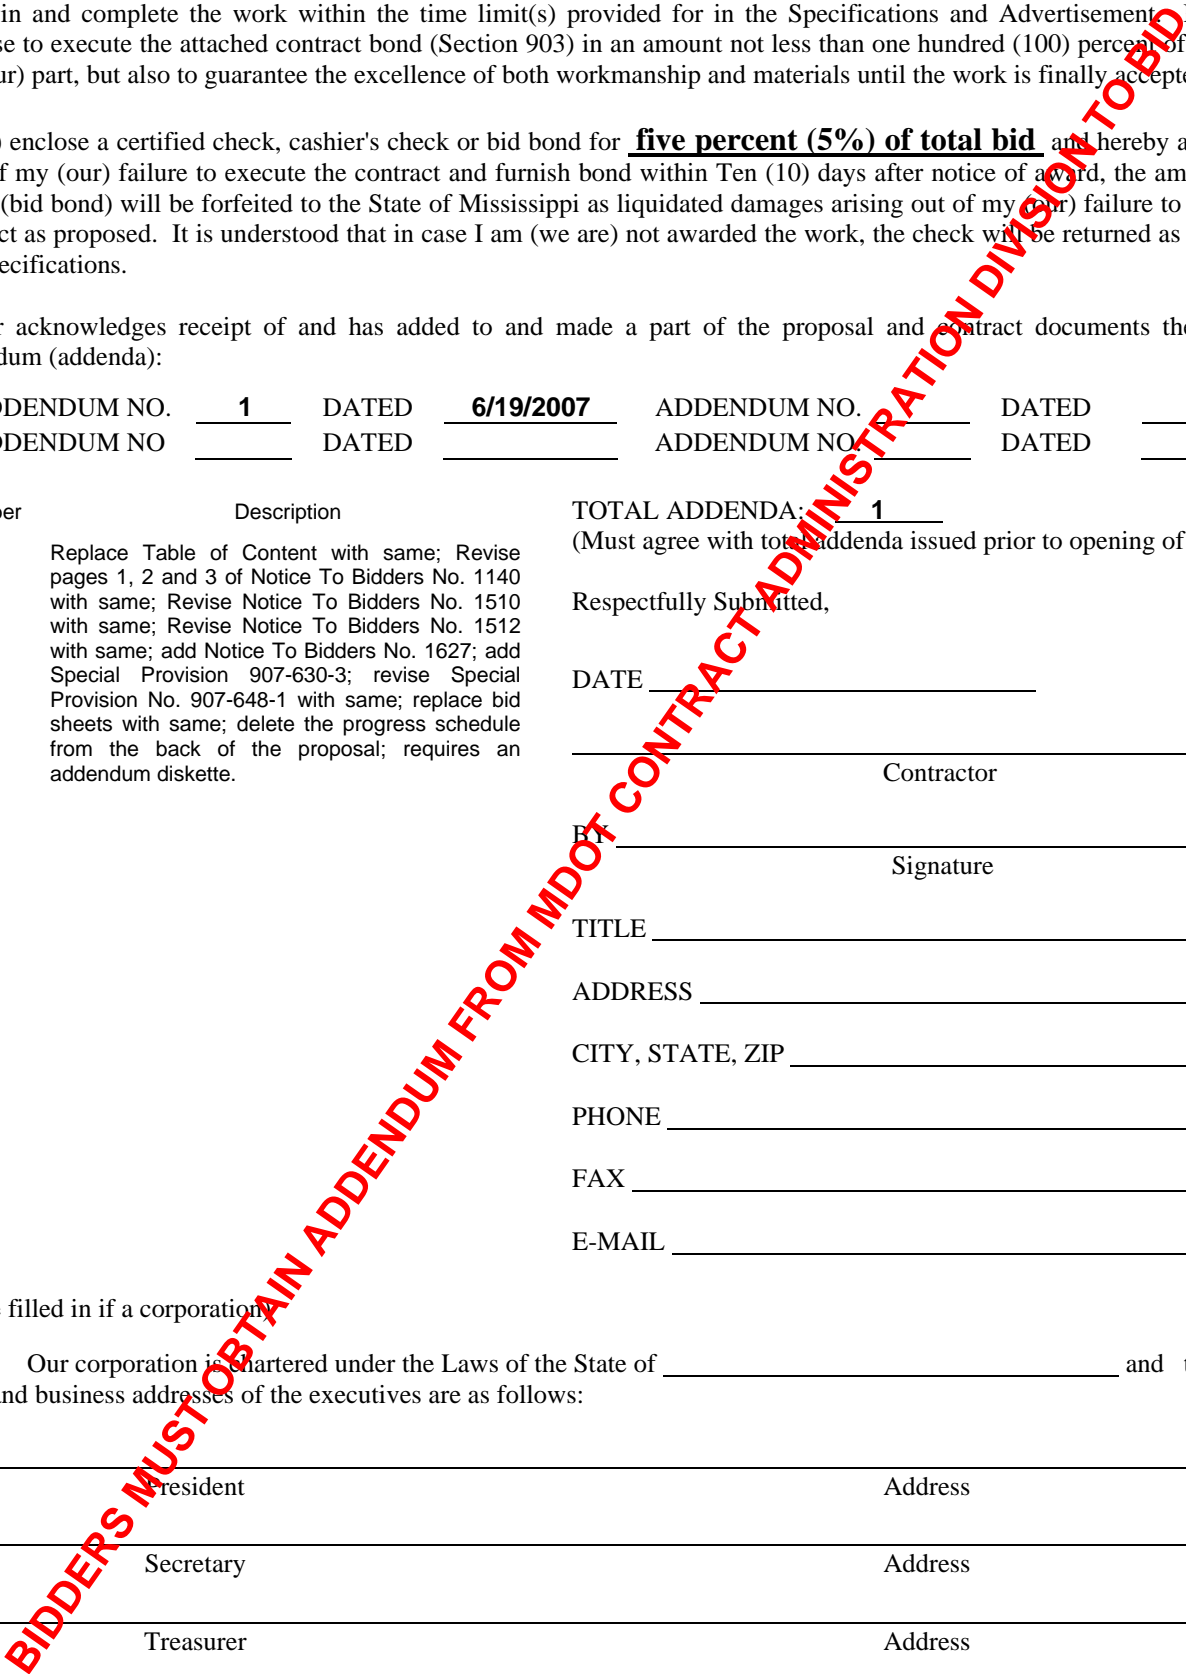 in and complete the work within the time limit(s) provided for in the Specifications and Advertisement.
se to execute the attached contract bond (Section 903) in an amount not less than one hundred (100) percent of
ur) part, but also to guarantee the excellence of both workmanship and materials until the work is finally accepte
) enclose a certified check, cashier's check or bid bond for five percent (5%) of total bid and hereby a
f my (our) failure to execute the contract and furnish bond within Ten (10) days after notice of award, the am
(bid bond) will be forfeited to the State of Mississippi as liquidated damages arising out of my (our) failure to
ct as proposed. It is understood that in case I am (we are) not awarded the work, the check will be returned as
ecifications.
r acknowledges receipt of and has added to and made a part of the proposal and contract documents the
dum (addenda):
DDENDUM NO. 1 DATED 6/19/2007 ADDENDUM NO. DATED
DDENDUM NO DATED ADDENDUM NO. DATED
ber Description
Replace Table of Content with same; Revise
pages 1, 2 and 3 of Notice To Bidders No. 1140
with same; Revise Notice To Bidders No. 1510
with same; Revise Notice To Bidders No. 1512
with same; add Notice To Bidders No. 1627; add
Special Provision 907-630-3; revise Special
Provision No. 907-648-1 with same; replace bid
sheets with same; delete the progress schedule
from the back of the proposal; requires an
addendum diskette.
TOTAL ADDENDA: 1
(Must agree with total addenda issued prior to opening of
Respectfully Submitted,
DATE
Contractor
BY
Signature
TITLE
ADDRESS
CITY, STATE, ZIP
PHONE
FAX
E-MAIL
e filled in if a corporation)
Our corporation is chartered under the Laws of the State of and t
and business addresses of the executives are as follows:
President Address
Secretary Address
Treasurer Address
BIDDERS MUST OBTAIN ADDENDUM FROM MDOT CONTRACT ADMINISTRATION DIVISION TO BID